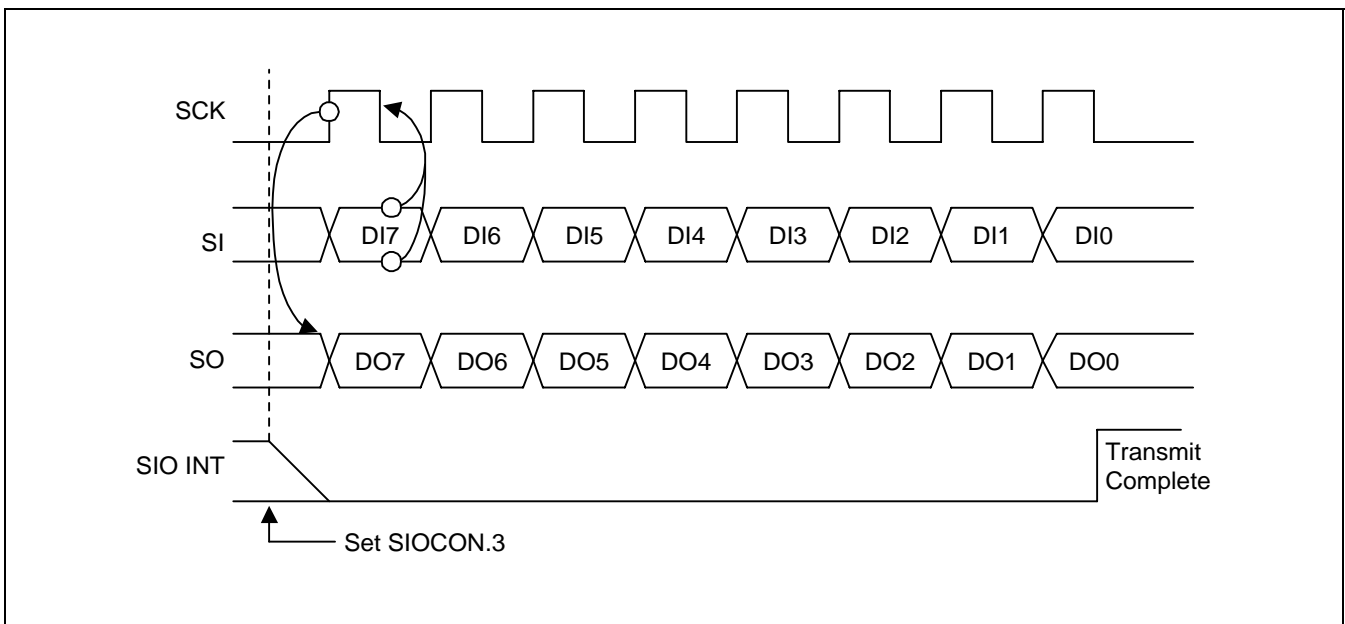 SCK
SI
DI7 DI6 DI5 DI4 DI3 DI2 DI1 DI0
SO
DO7 DO6 DO5 DO4 DO3 DO2 DO1 DO0
SIO INT
Transmit
Complete
Set SIOCON.3